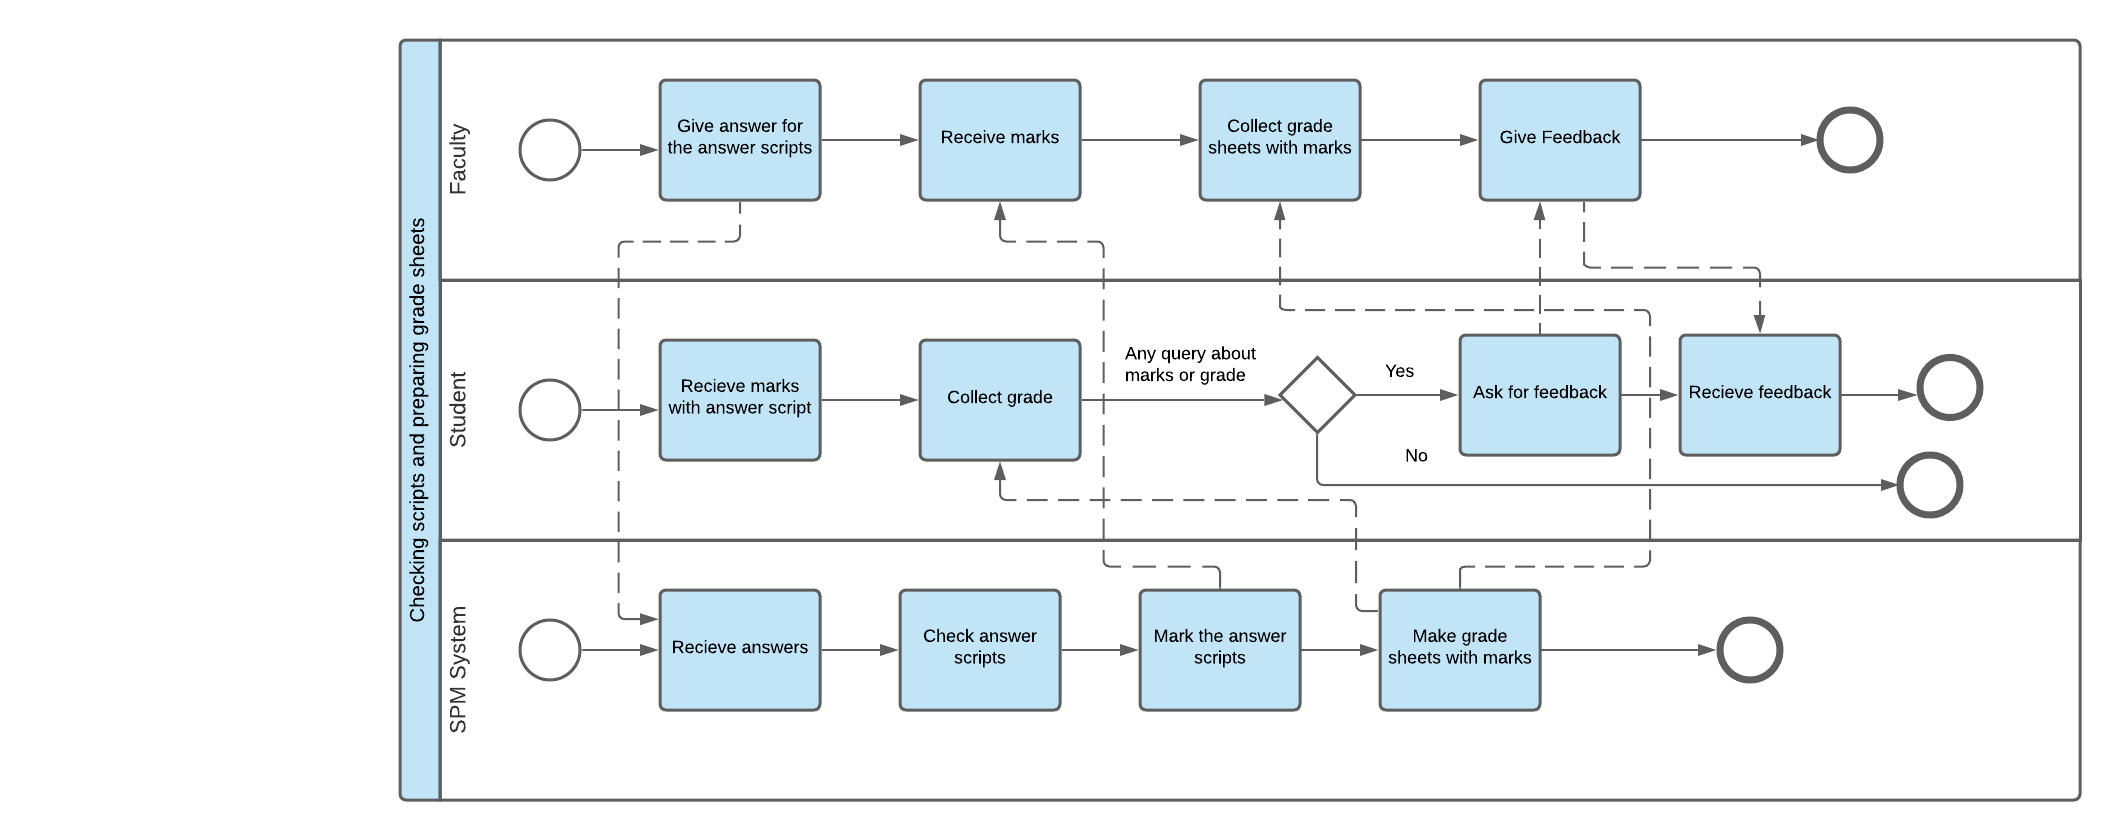 Checking scripts and preparing grade sheets
Faculty
Give answer for
the answer scripts
Receive marks
Collect grade
sheets with marks
Give Feedback
Student
Recieve marks
with answer script
Collect grade
Any query about
marks or grade
Yes
No
Ask for feedback
Recieve feedback
SPM System
Recieve answers
Check answer
scripts
Mark the answer
scripts
Make grade
sheets with marks